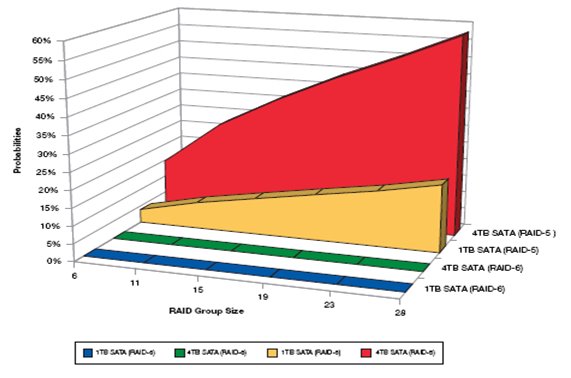 60%
55%
50%
45%
40%
35%
30%
25%
20%
15%
10%
5%
0%
Probabilities
6
11
15
19
23
28
RAID Group Size
4TB SATA (RAID-5 )
1TB SATA (RAID-5)
4TB SATA (RAID-6)
1TB SATA (RAID-6)
1TB SATA (RAID-6) 4TB SATA (RAID-6) 1TB SATA (RAID-5) 4TB SATA (RAID-5)